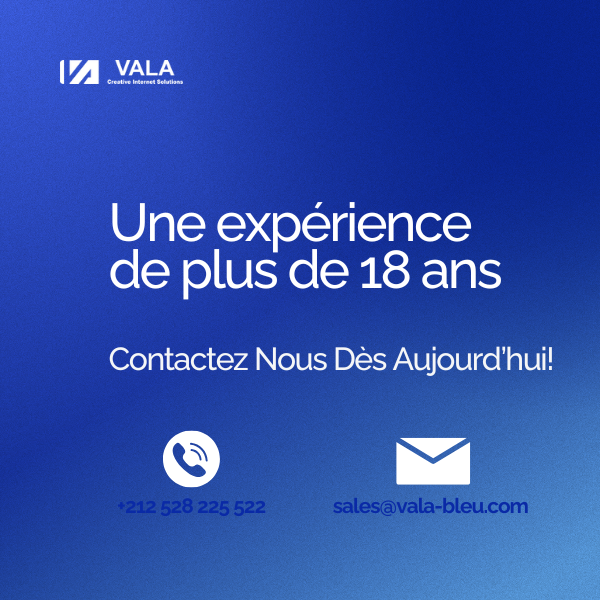 VALA
Creative Internet Solutions
Une expérience
de plus de 18 ans
Contactez Nous Dès Aujourd'hui!
+212 528 225 522
sales@vala-bleu.com